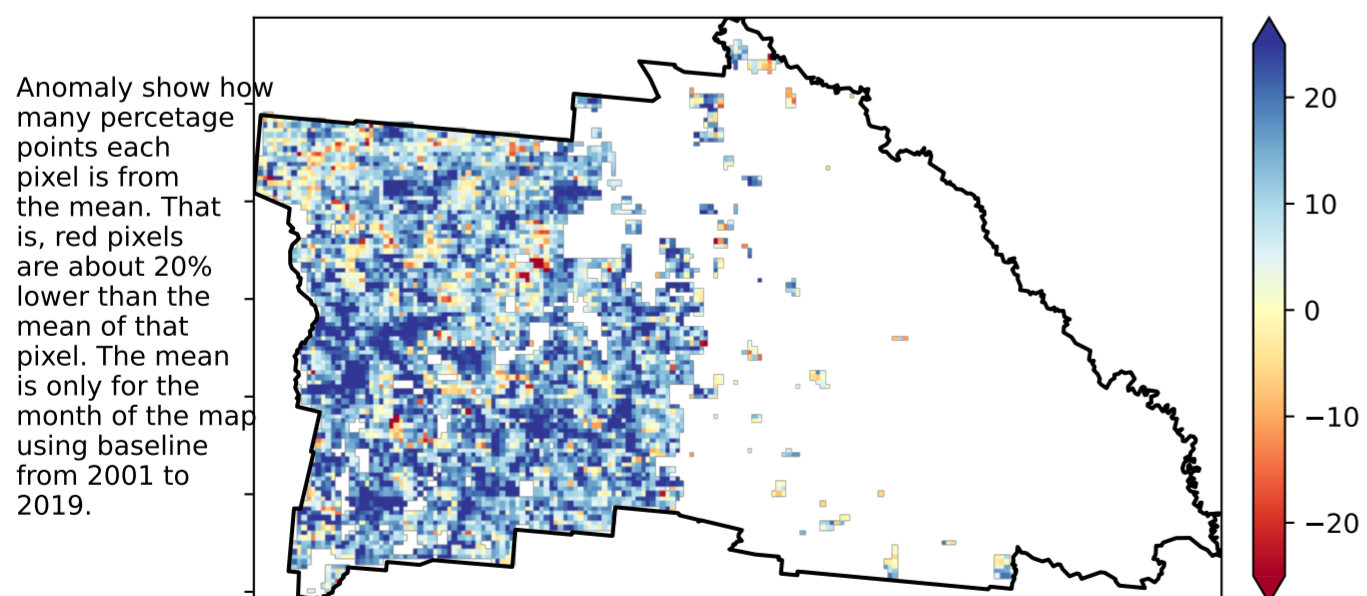 Anomaly show how
many percetage
points each
pixel is from
the mean. That
is, red pixels
are about 20%
lower than the
mean of that
pixel. The mean
is only for the
month of the map
using baseline
from 2001 to
2019.
20
10
0
−10
−20